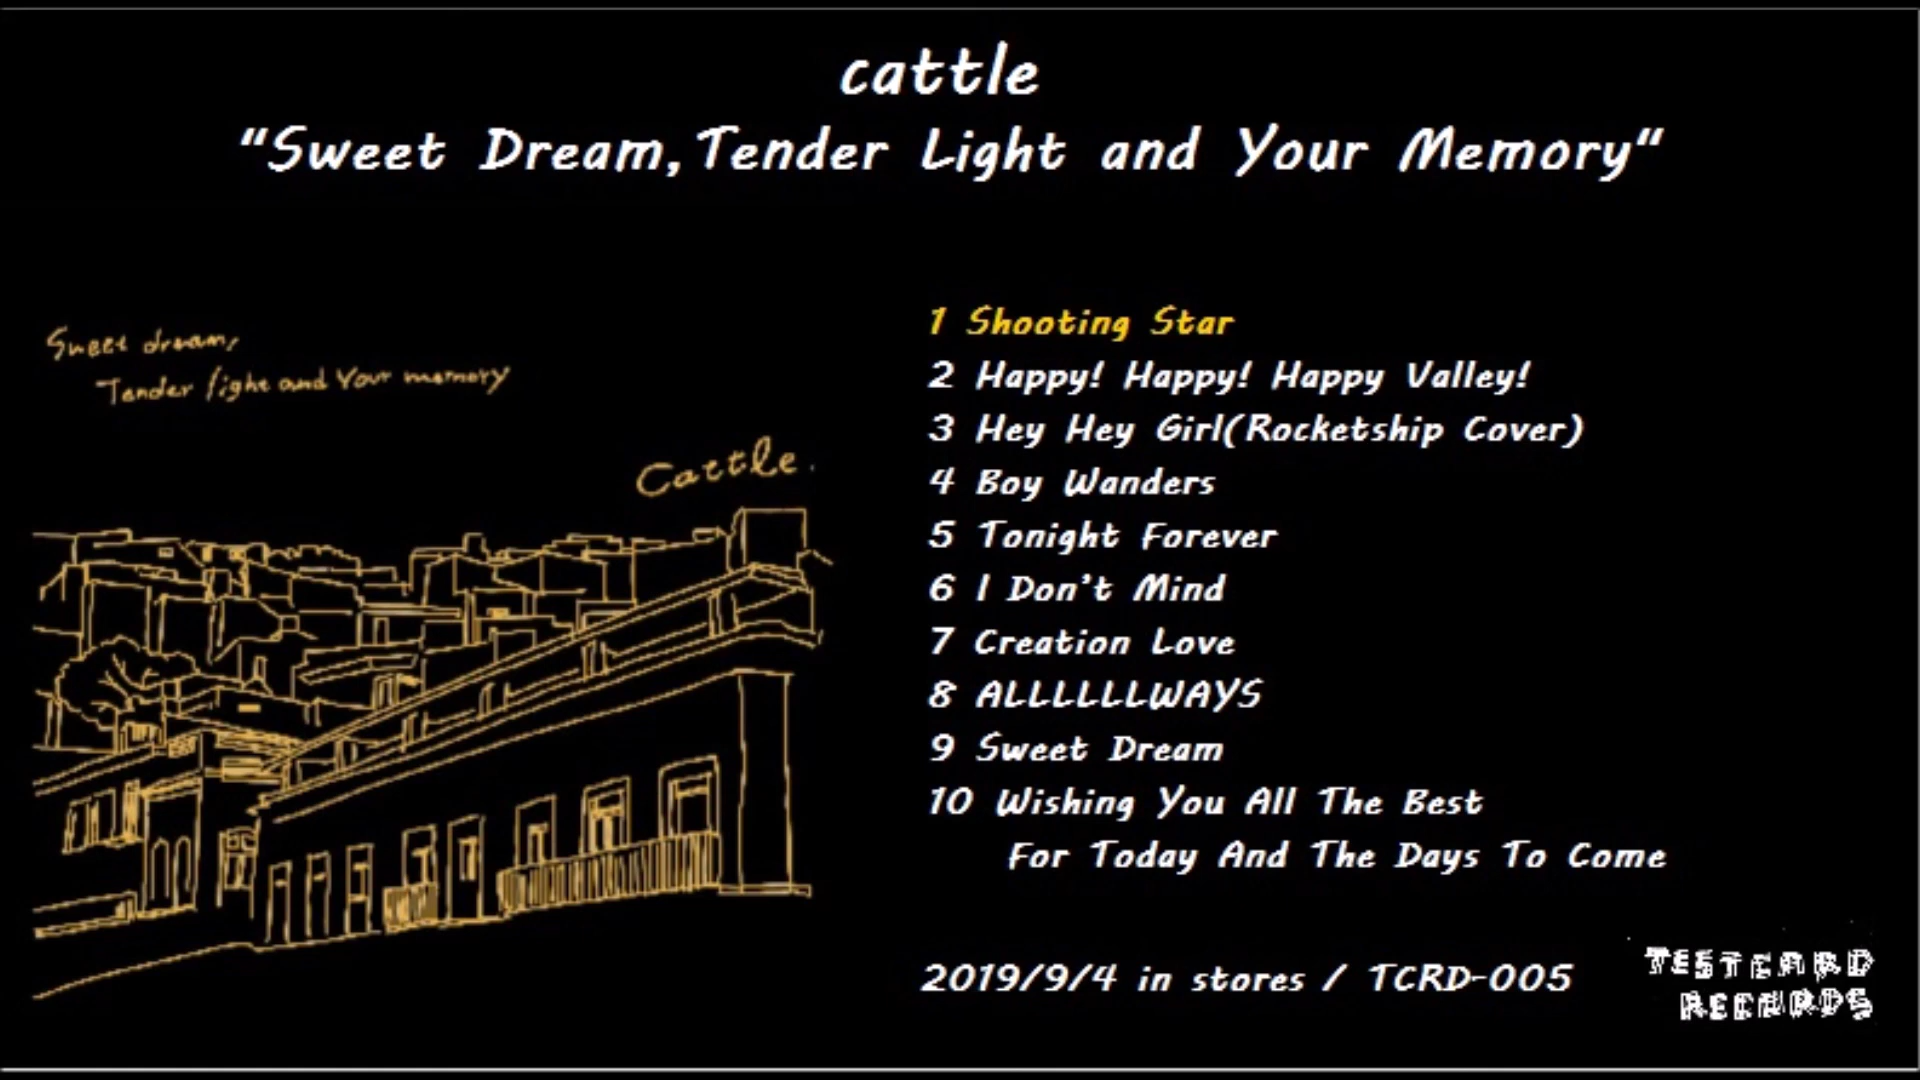 cattle
“Sweet Dream, Tender Light and Your Memory“
Sweet dream,
Tender light and Your memory
Cattle.
1 Shooting Star
2 Happy! Happy! Happy Valley!
3 Hey Hey Girl(Rocketship Cover)
4 Boy Wanders
5 Tonight Forever
6 I Don't Mind
7 Creation Love
8 ALLLLLLWAYS
9 Sweet Dream
10 Wishing You All The Best
For Today And The Days To Come
2019/9/4 in stores / TCRD-005
TESTCARD
RECORDS